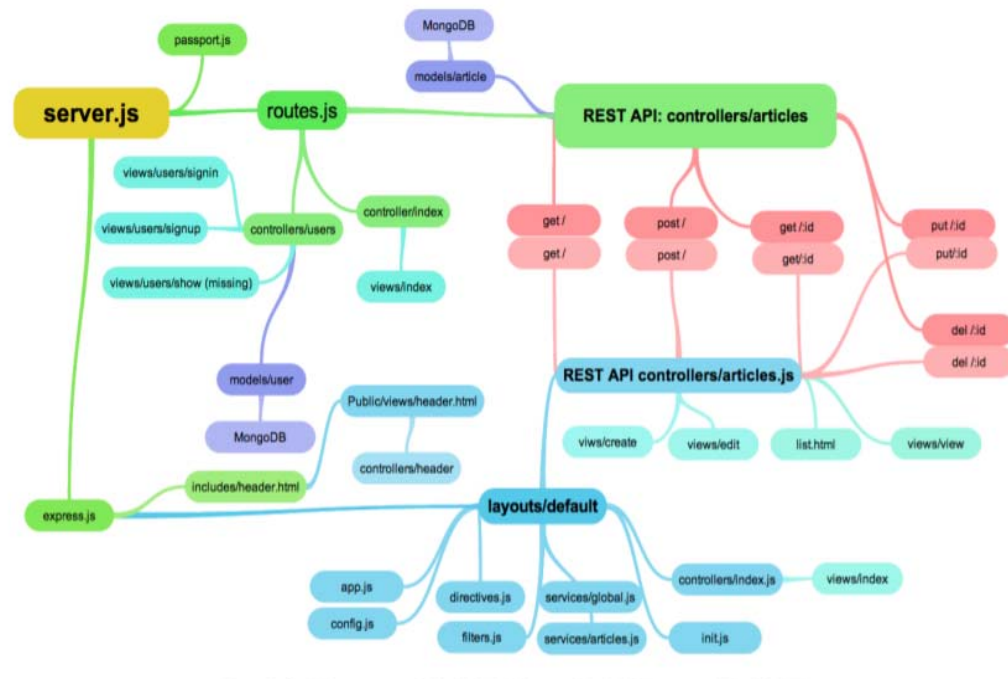 MongoDB
passport.js
models/article
server.js
routes.js
REST API: controllers/articles
views/users/signin
controller/index
get /
post /
get /:id
put /:id
views/users/signup
controllers/users
get /
post /
get/:id
put/:id
views/users/show (missing)
views/index
del /:id
del /:id
models/user
REST API controllers/articles.js
Public/views/header.html
MongoDB
viws/create
views/edit
list.html
views/view
controllers/header
includes/header.html
express.js
layouts/default
app.js
directives.js
services/global.js
controllers/index.js
views/index
config.js
filters.js
services/articles.js
init.js